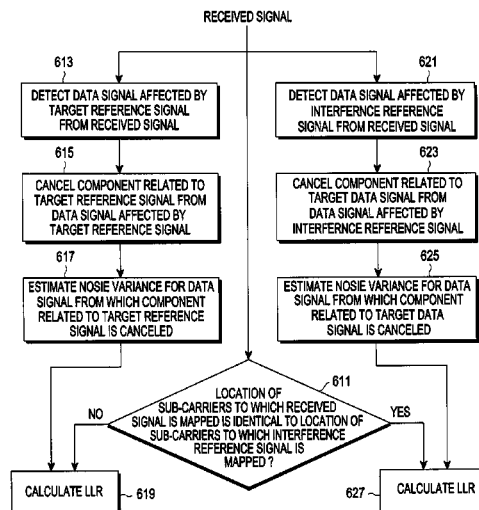 RECEIVED SIGNAL
613
DETECT DATA SIGNAL AFFECTED BY
TARGET REFERENCE SIGNAL
FROM RECEIVED SIGNAL
615
CANCEL COMPONENT RELATED TO
TARGET REFERENCE SIGNAL FROM
DATA SIGNAL AFFECTED BY
TARGET REFERENCE SIGNAL
617
ESTIMATE NOSIE VARIANCE FOR DATA
SIGNAL FROM WHICH COMPONENT
RELATED TO TARGET REFERENCE
SIGNAL IS CANCELED
621
DETECT DATA SIGNAL AFFECTED BY
INTERFERNCE REFERENCE
SIGNAL FROM RECEIVED SIGNAL
623
CANCEL COMPONENT RELATED TO
TARGET DATA SIGNAL FROM
DATA SIGNAL AFFECTED BY
INTERFERNCE REFERENCE SIGNAL
625
ESTIMATE NOSIE VARIANCE FOR DATA
SIGNAL FROM WHICH COMPONENT
RELATED TO TARGET DATA
SIGNAL IS CANCELED
611
LOCATION OF
SUB-CARRIERS TO WHICH RECEIVED
SIGNAL IS MAPPED IS IDENTICAL TO LOCATION OF
SUB-CARRIERS TO WHICH INTERFERENCE
REFERENCE SIGNAL IS
MAPPED ?
NO
YES
CALCULATE LLR
619
627
CALCULATE LLR